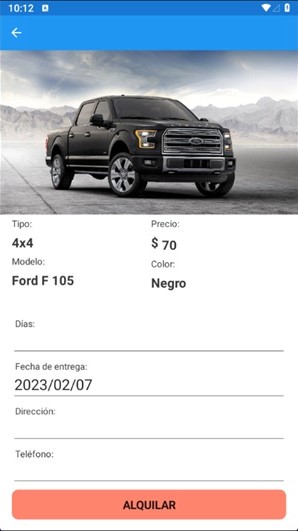 10:12
Tipo:
Precio:
4x4
$ 70
Modelo:
Color:
Ford F 105
Negro
Días:
Fecha de entrega:
2023/02/07
Dirección:
Teléfono:
ALQUILAR